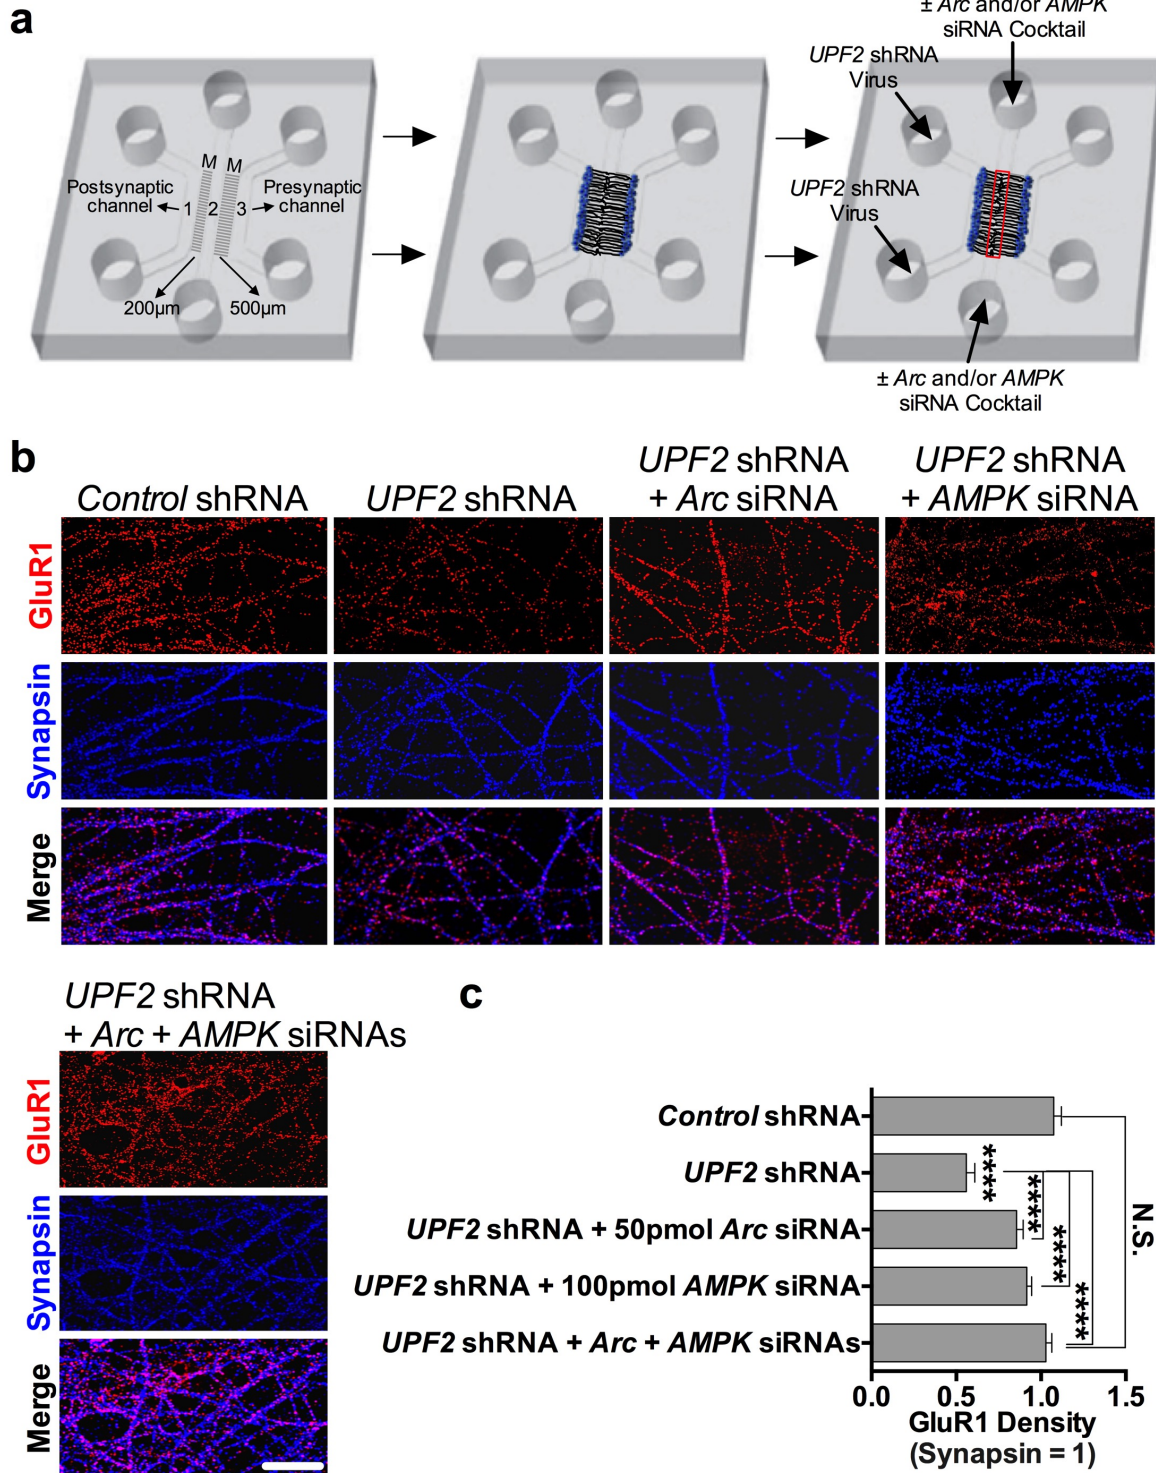 a
± Arc and/or AMPK
siRNA Cocktail
UPF2 shRNA
Virus
M M
Postsynaptic
channel
1 2 3
Presynaptic
channel
UPF2 shRNA
Virus
200µm
500µm
± Arc and/or AMPK
siRNA Cocktail
b
Control shRNA
UPF2 shRNA
UPF2 shRNA
+ Arc siRNA
UPF2 shRNA
+ AMPK siRNA
GluR1
Synapsin
Merge
UPF2 shRNA
+ Arc + AMPK siRNAs
GluR1
Synapsin
Merge
c
Control shRNA
UPF2 shRNA
UPF2 shRNA + 50pmol Arc siRNA
UPF2 shRNA + 100pmol AMPK siRNA
UPF2 shRNA + Arc + AMPK siRNAs
****
****
****
****
N.S.
0.0 0.5 1.0 1.5
GluR1 Density
(Synapsin = 1)